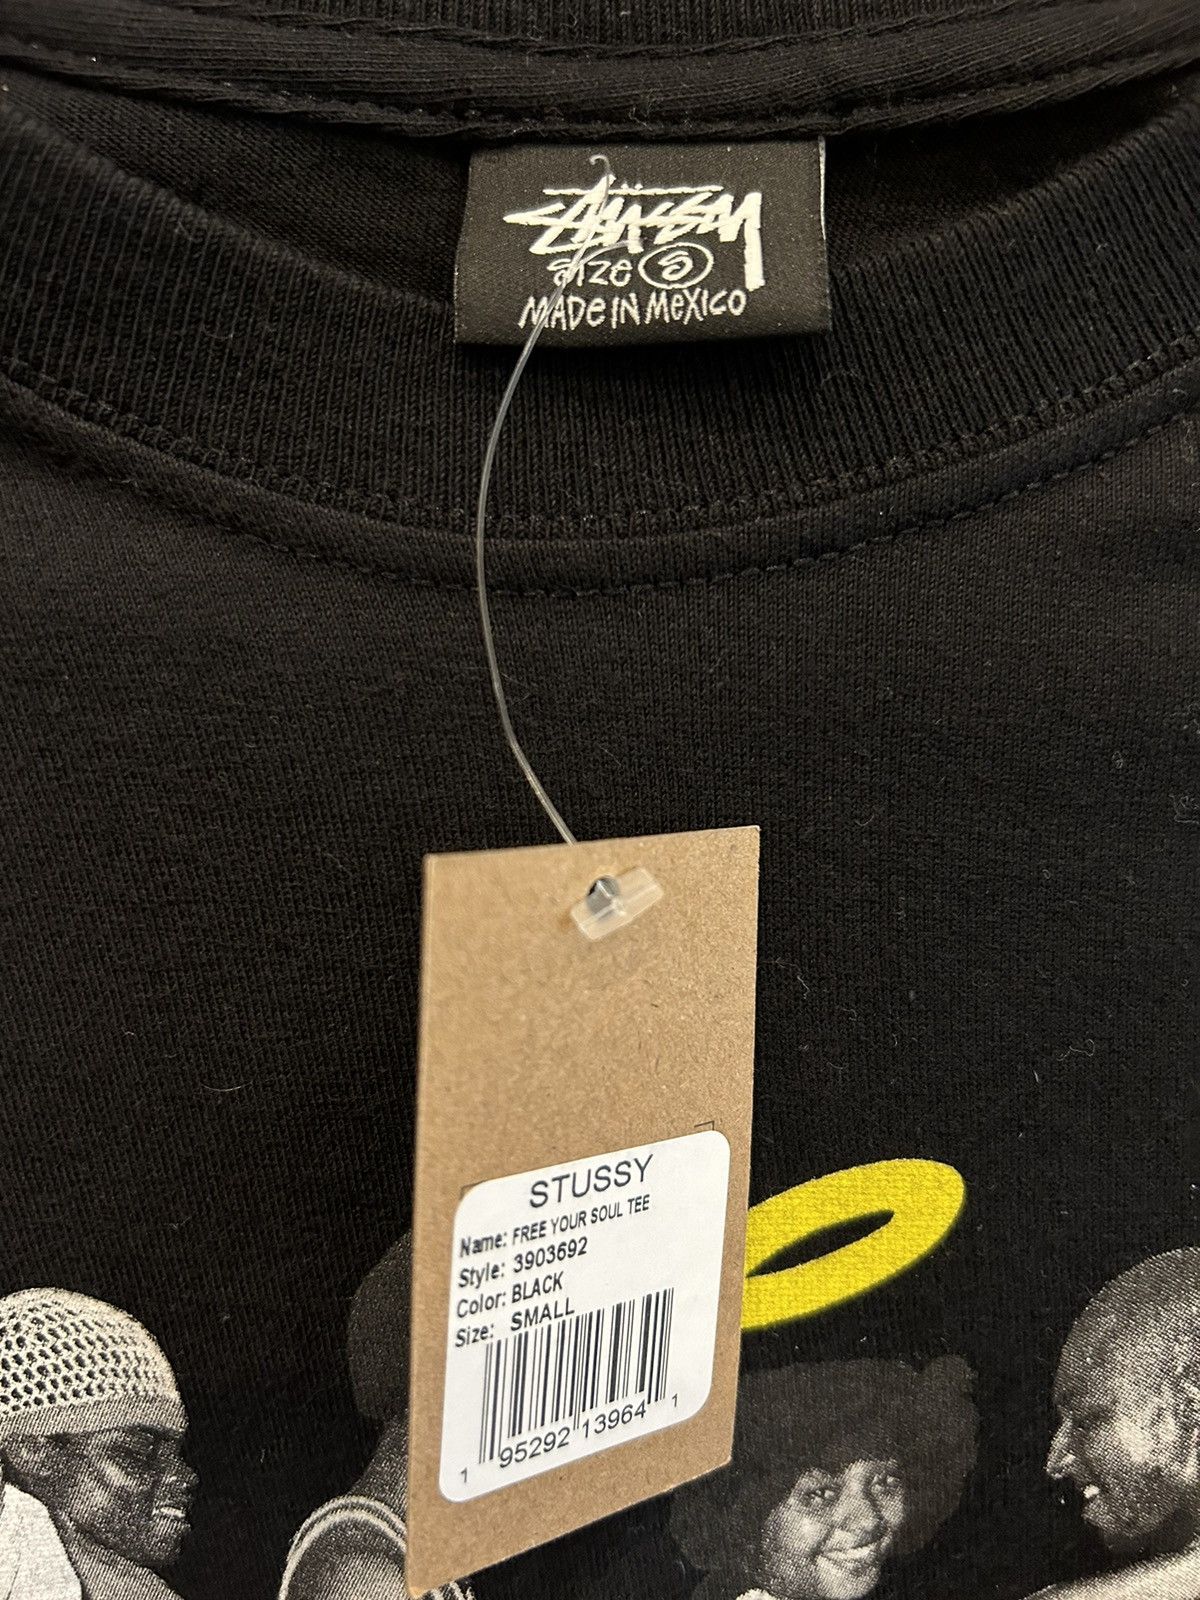 STÜSSY
SIZE S
MADE IN MEXICO
STUSSY
Name: FREE YOUR SOUL TEE
Style: 3903692
Color: BLACK
Size: SMALL
1 95292 13964 1